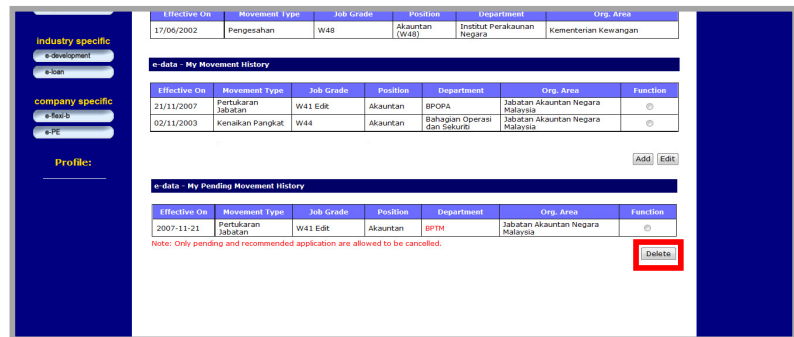 Effective On Movement Type Job Grade Position Department Org. Area
17/06/2002 Pengesahan W48 Akauntan (W48) Institut Perakaunan Negara Kementerian Kewangan
industry specific
e-development
e-loan
company specific
e-flexi-b
e-PE
Profile:
e-data - My Movement History
Effective On Movement Type Job Grade Position Department Org. Area Function
21/11/2007 Pertukaran Jabatan W41 Edit Akauntan BPOPA Jabatan Akauntan Negara Malaysia
02/11/2003 Kenaikan Pangkat W44 Akauntan Bahagian Operasi dan Sekuriti Jabatan Akauntan Negara Malaysia
Add Edit
e-data - My Pending Movement History
Effective On Movement Type Job Grade Position Department Org. Area Function
2007-11-21 Pertukaran Jabatan W41 Edit Akauntan BPTM Jabatan Akauntan Negara Malaysia
Note: Only pending and recommended application are allowed to be cancelled.
Delete